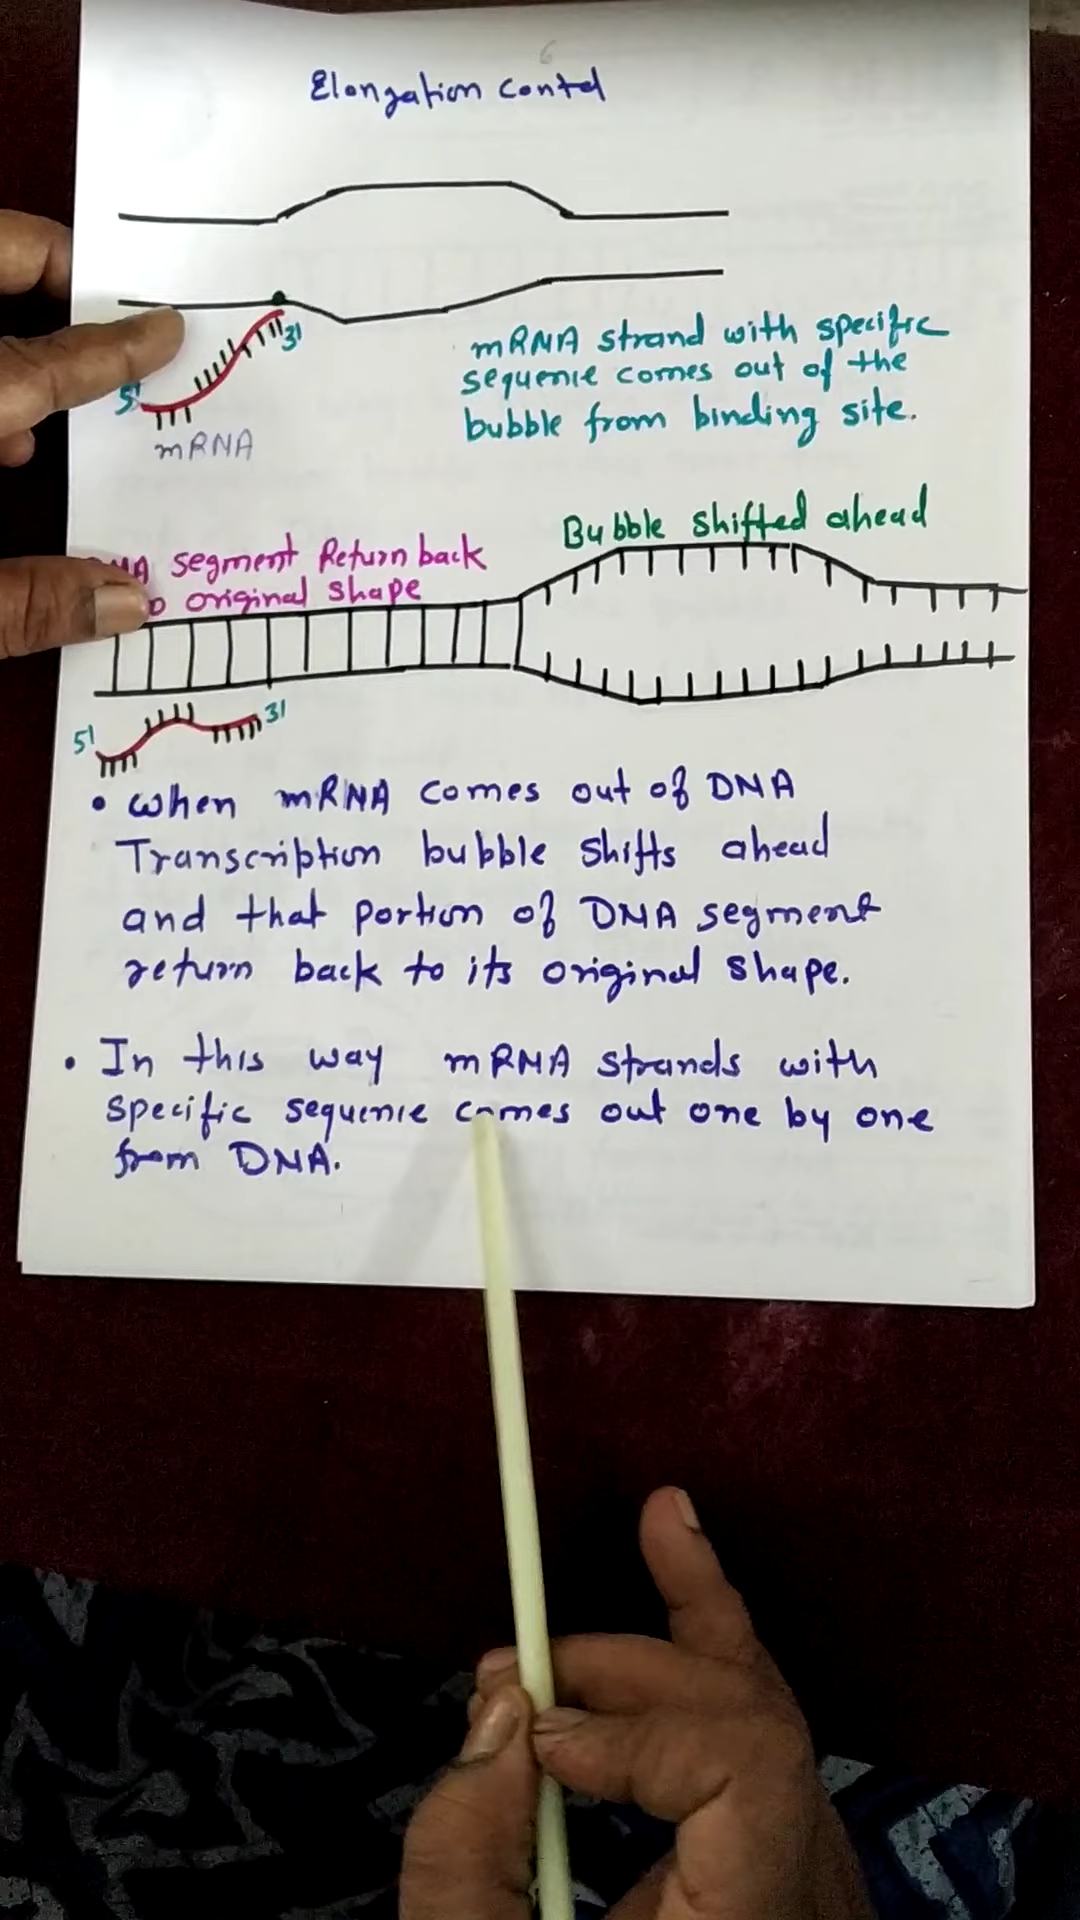 6
Elongation contd
3'
5'
mRNA
mRNA strand with specific
sequence comes out of the
bubble from binding site.
Bubble shifted ahead
segment Return back
original shape
5'
3'
• When mRNA comes out of DNA
Transcription bubble shifts ahead
and that portion of DNA segment
return back to its original shape.
• In this way mRNA strands with
specific sequence comes out one by one
from DNA.